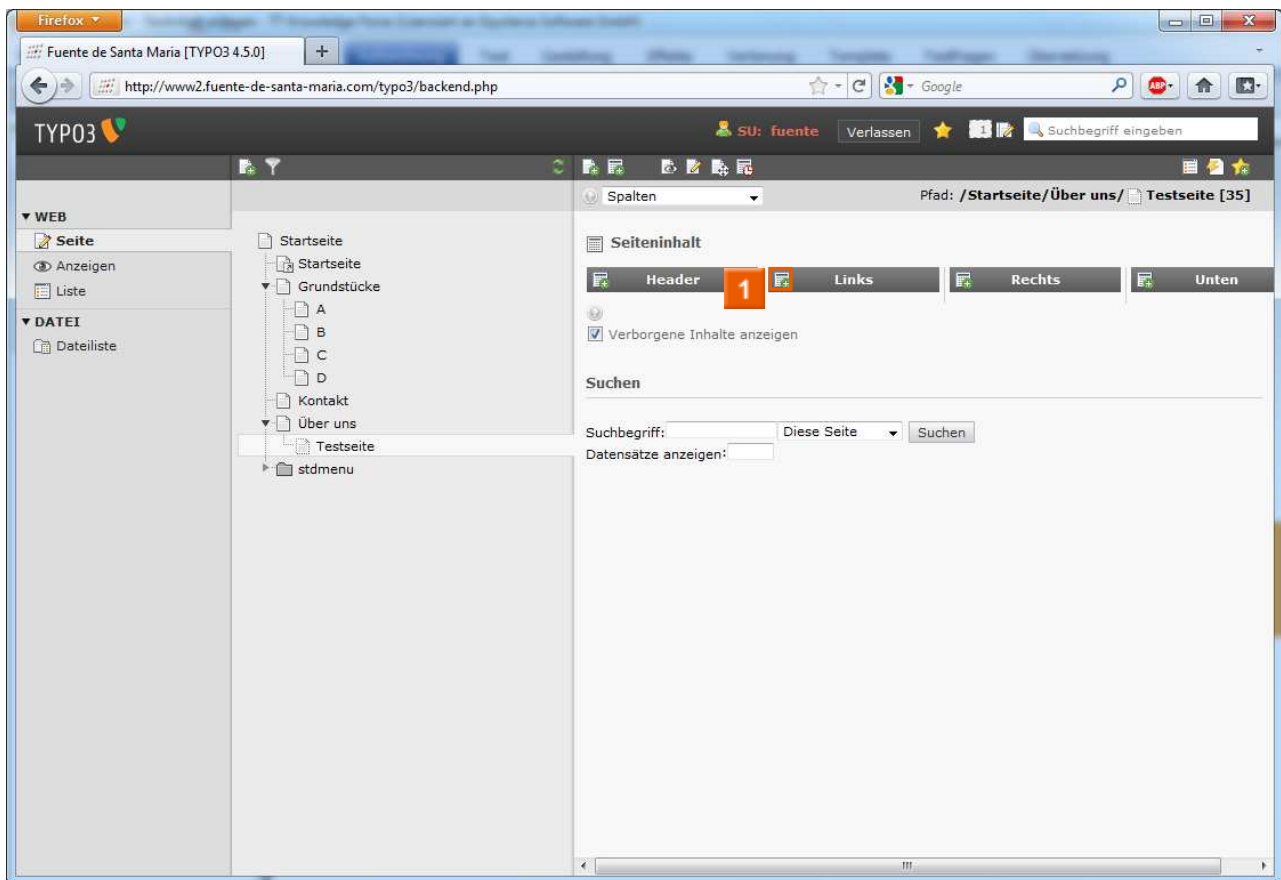 Firefox
Fuente de Santa Maria [TYPO3 4.5.0]
http://www2.fuente-de-santa-maria.com/typo3/backend.php
Google
ABP
TYPO3
SU: fuente
Verlassen
1
Suchbegriff eingeben
Spalten
Pfad: /Startseite/Über uns/ Testseite [35]
WEB
Seite
Anzeigen
Liste
DATEI
Dateiliste
Startseite
Startseite
Grundstücke
A
B
C
D
Kontakt
Über uns
Testseite
stdmenu
Seiteninhalt
Header
1
Links
Rechts
Unten
Verborgene Inhalte anzeigen
Suchen
Suchbegriff:
Diese Seite
Suchen
Datensätze anzeigen: